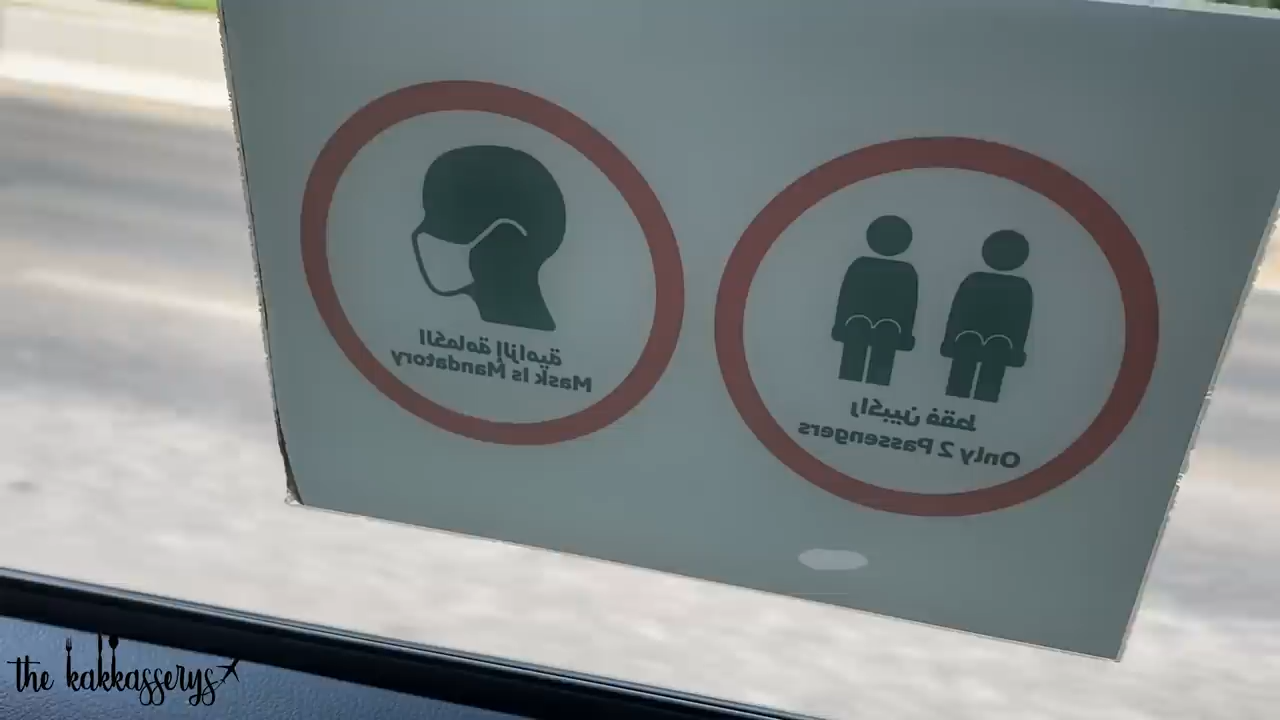 الكمامة إلزامية
Mask Is Mandatory
راكبين فقط
Only 2 Passengers
the kakkasserys